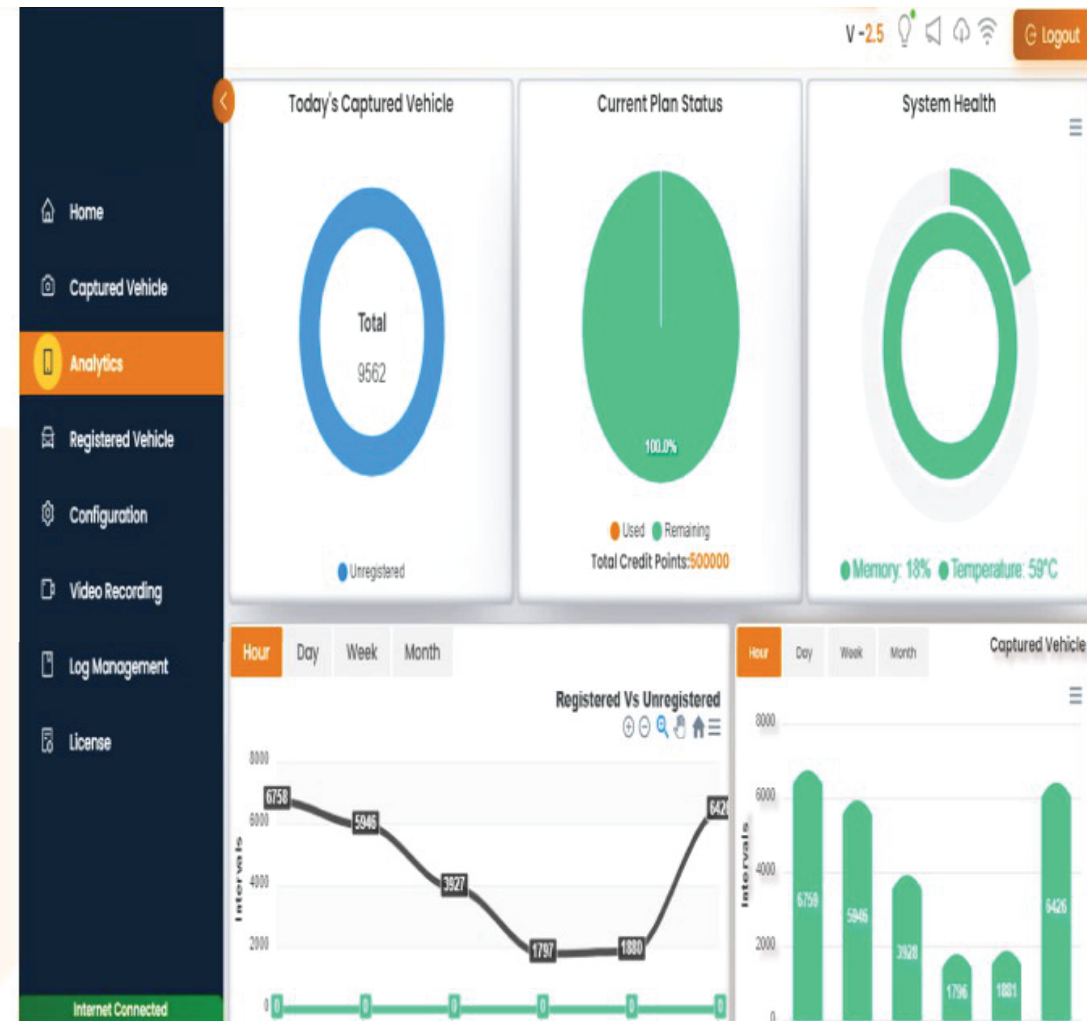 V -2.5
Logout
Home
Captured Vehicle
Analytics
Registered Vehicle
Configuration
Video Recording
Log Management
License
Internet Connected
Today's Captured Vehicle
Total
9562
Unregistered
Current Plan Status
100.0%
Used Remaining
Total Credit Points:500000
System Health
Memory: 18% Temperature: 59°C
Hour Day Week Month
Registered Vs Unregistered
Intervals
8000
6000
4000
2000
0
6758
5946
3927
1797
1880
0 0 0 0 0 0
Hour Day Week Month
Captured Vehicle
Intervals
8000
6000
4000
2000
0
6759
5946
3928
1796
1881
6426